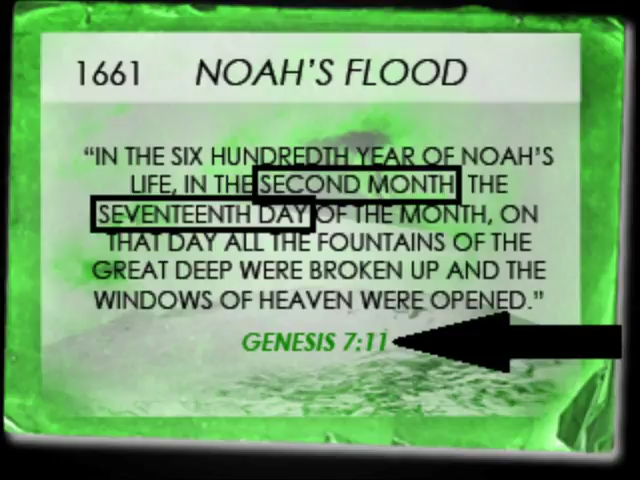 1661 NOAH'S FLOOD
"IN THE SIX HUNDREDTH YEAR OF NOAH'S
LIFE, IN THE SECOND MONTH, THE
SEVENTEENTH DAY OF THE MONTH, ON
THAT DAY ALL THE FOUNTAINS OF THE
GREAT DEEP WERE BROKEN UP AND THE
WINDOWS OF HEAVEN WERE OPENED."
GENESIS 7:11